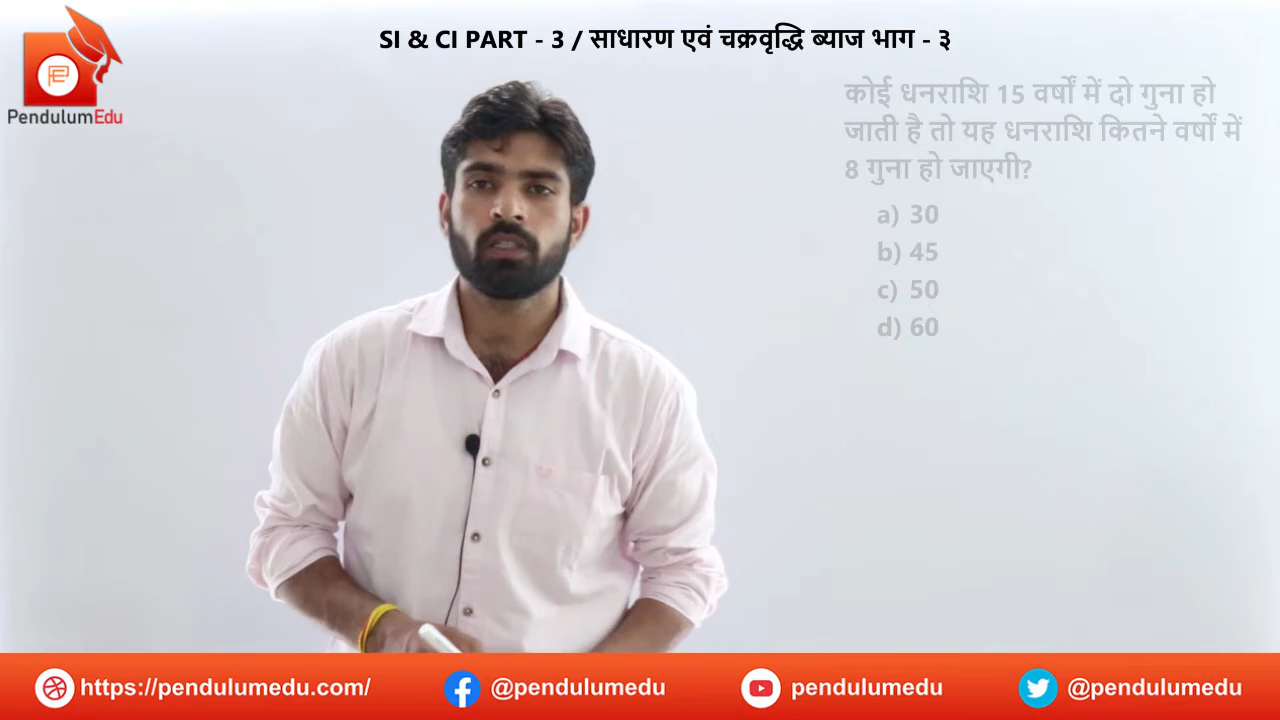 SI & CI PART - 3 / साधारण एवं चक्रवृद्धि ब्याज भाग - ३
PendulumEdu
कोई धनराशि 15 वर्षों में दो गुना हो
जाती है तो यह धनराशि कितने वर्षों में
8 गुना हो जाएगी?
a) 30
b) 45
c) 50
d) 60
https://pendulumedu.com/
@pendulumedu
pendulumedu
@pendulumedu